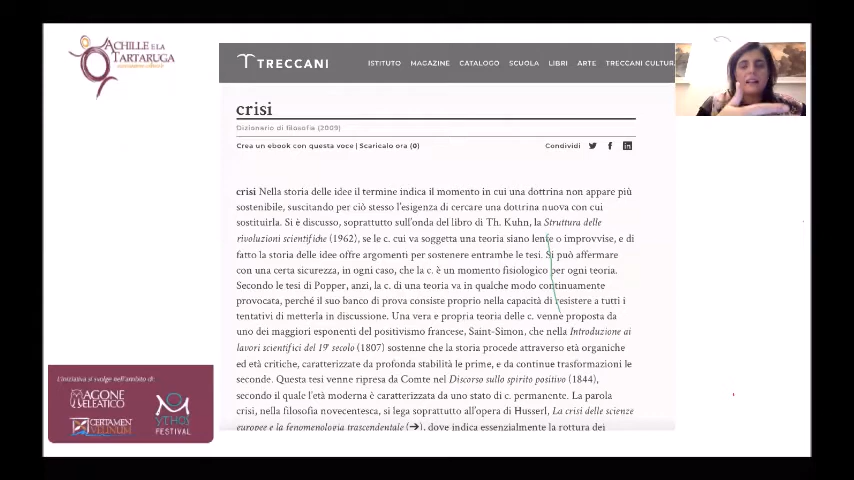 ACHILLE E LA
TARTARUGA
TRECCANI
ISTITUTO MAGAZINE CATALOGO SCUOLA LIBRI ARTE TRECCANI CULTURA
crisi
Dizionario di filosofia (2009)
Crea un ebook con questa voce | Scaricalo ora (0)
Condividi
crisi Nella storia delle idee il termine indica il momento in cui una dottrina non appare più
sostenibile, suscitando per ciò stesso l'esigenza di cercare una dottrina nuova con cui
sostituirla. Si è discusso, soprattutto sull'onda del libro di Th. Kuhn, la Struttura delle
rivoluzioni scientifiche (1962), se le c. cui va soggetta una teoria siano lente o improvvise, e di
fatto la storia delle idee offre argomenti per sostenere entrambe le tesi. Si può affermare
con una certa sicurezza, in ogni caso, che la c. è un momento fisiologico per ogni teoria.
Secondo le tesi di Popper, anzi, la c. di una teoria va in qualche modo continuamente
provocata, perché il suo banco di prova consiste proprio nella capacità di resistere a tutti i
tentativi di metterla in discussione. Una vera e propria teoria delle c. venne proposta da
uno dei maggiori esponenti del positivismo francese, Saint-Simon, che nella Introduzione ai
lavori scientifici del 19° secolo (1807) sostenne che la storia procede attraverso età organiche
ed età critiche, caratterizzate da profonda stabilità le prime, e da continue trasformazioni le
seconde. Questa tesi venne ripresa da Comte nel Discorso sullo spirito positivo (1844),
secondo il quale l'età moderna è caratterizzata da uno stato di c. permanente. La parola
crisi, nella filosofia novecentesca, si lega soprattutto all'opera di Husserl, La crisi delle scienze
europee e la fenomenologia trascendentale (➔), dove indica essenzialmente la rottura dei
L'iniziativa si svolge nell'ambito di:
AGONE
ELEATICO
CERTAMEN
VELINUM
MYTHOS
FESTIVAL